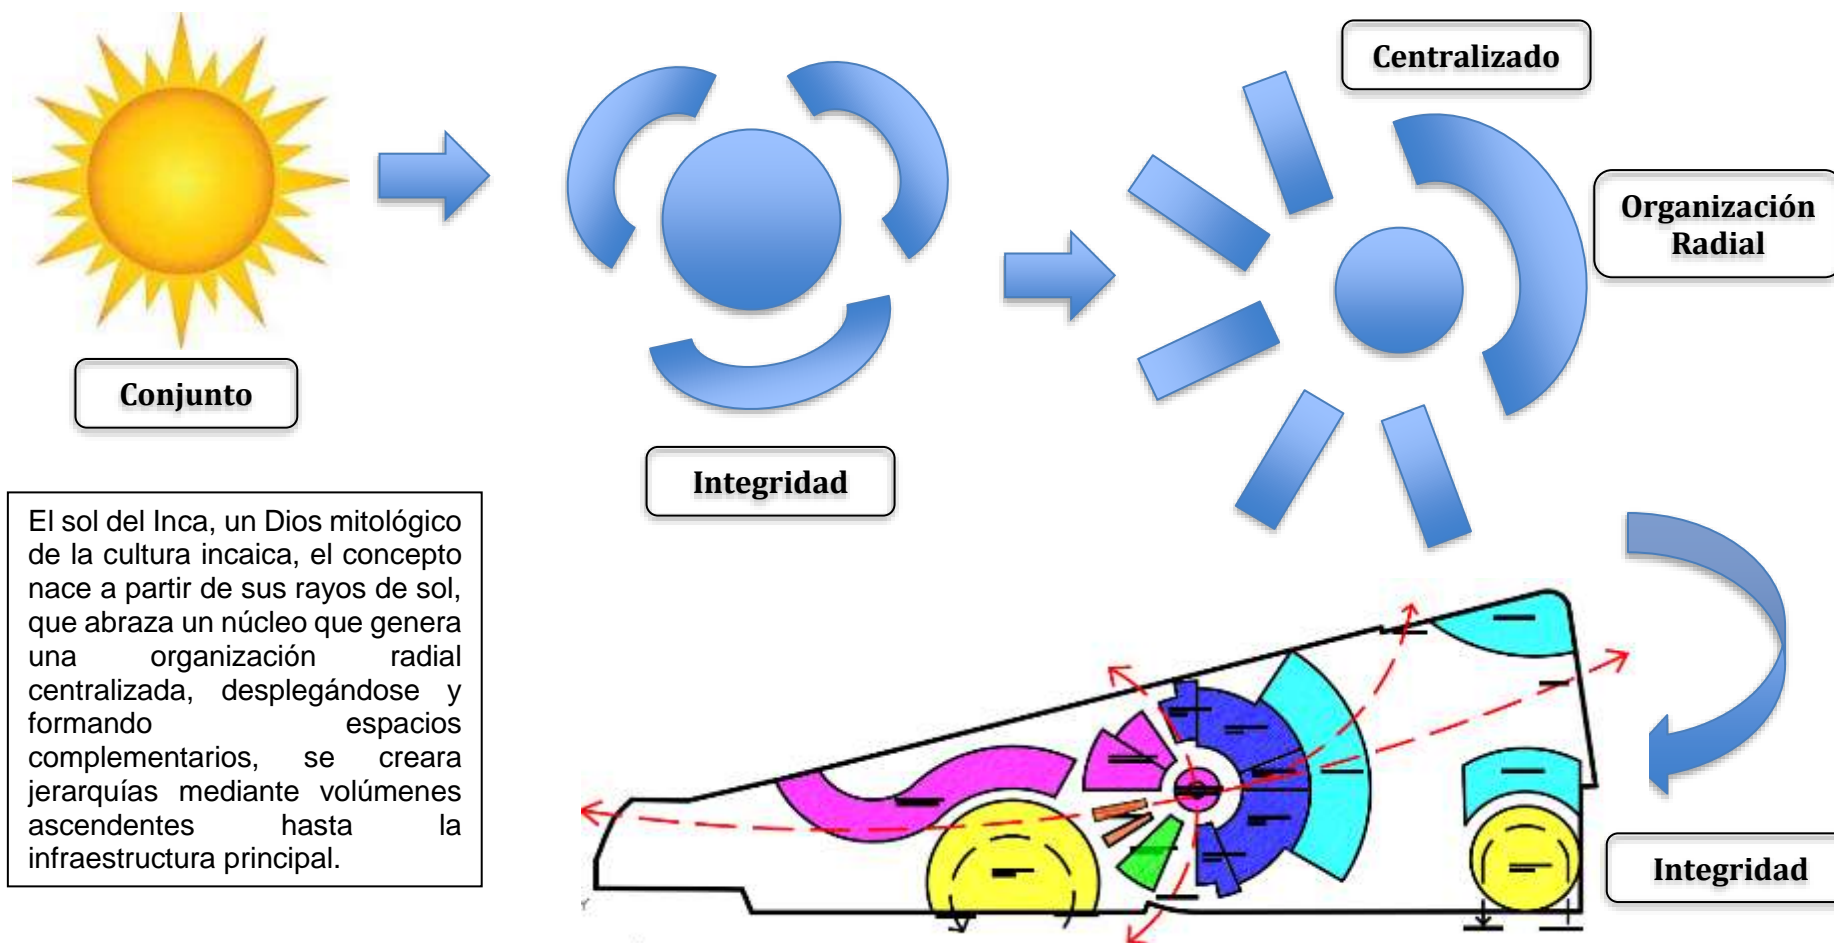 Centralizado
Organización
Radial
Conjunto
Integridad
El sol del Inca, un Dios mitológico
de la cultura incaica, el concepto
nace a partir de sus rayos de sol,
que abraza un núcleo que genera
una organización radial
centralizada, desplegándose y
formando espacios
complementarios, se creara
jerarquías mediante volúmenes
ascendentes hasta la
infraestructura principal.
Integridad